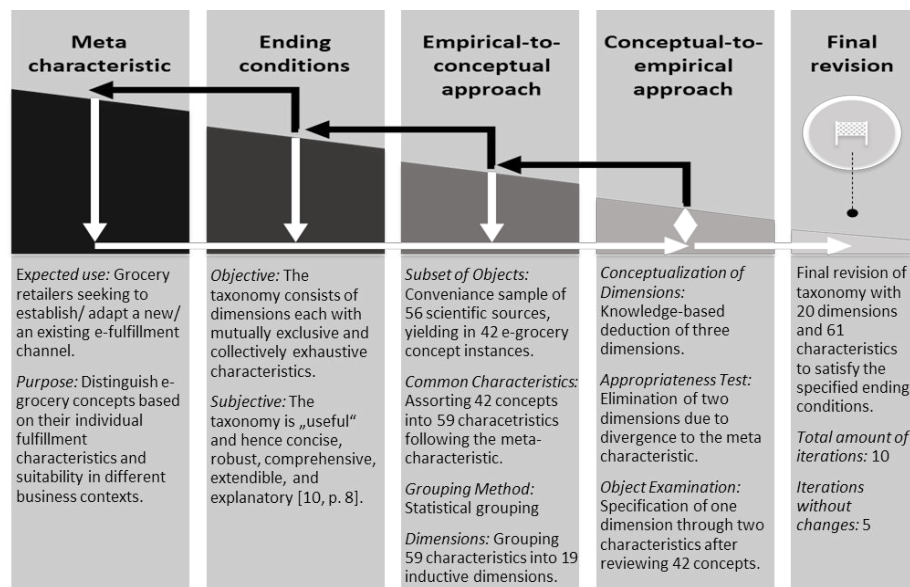 Meta
characteristic
Expected use: Grocery
retailers seeking to
establish/ adapt a new/
an existing e-fulfillment
channel.
Purpose: Distinguish e-
grocery concepts based
on their individual
fulfillment
characteristics and
suitability in different
business contexts.
Ending
conditions
Objective: The
taxonomy consists of
dimensions each with
mutually exclusive and
collectively exhaustive
characteristics.
Subjective: The
taxonomy is „useful“
and hence concise,
robust, comprehensive,
extendible, and
explanatory [10, p. 8].
Empirical-to-
conceptual
approach
Subset of Objects:
Conveniance sample of
56 scientific sources,
yielding in 42 e-grocery
concept instances.
Common Characteristics:
Assorting 42 concepts
into 59 characetristics
following the meta-
characteristic.
Grouping Method:
Statistical grouping
Dimensions: Grouping
59 characteristics into 19
inductive dimensions.
Conceptual-to-
empirical
approach
Conceptualization of
Dimensions:
Knowledge-based
deduction of three
dimensions.
Appropriateness Test:
Elimination of two
dimensions due to
divergence to the meta
characteristic.
Object Examination:
Specification of one
dimension through two
characteristics after
reviewing 42 concepts.
Final
revision
Final revision of
taxonomy with
20 dimensions
and 61
characteristics
to satisfy the
specified ending
conditions.
Total amount of
iterations: 10
Iterations
without
changes: 5